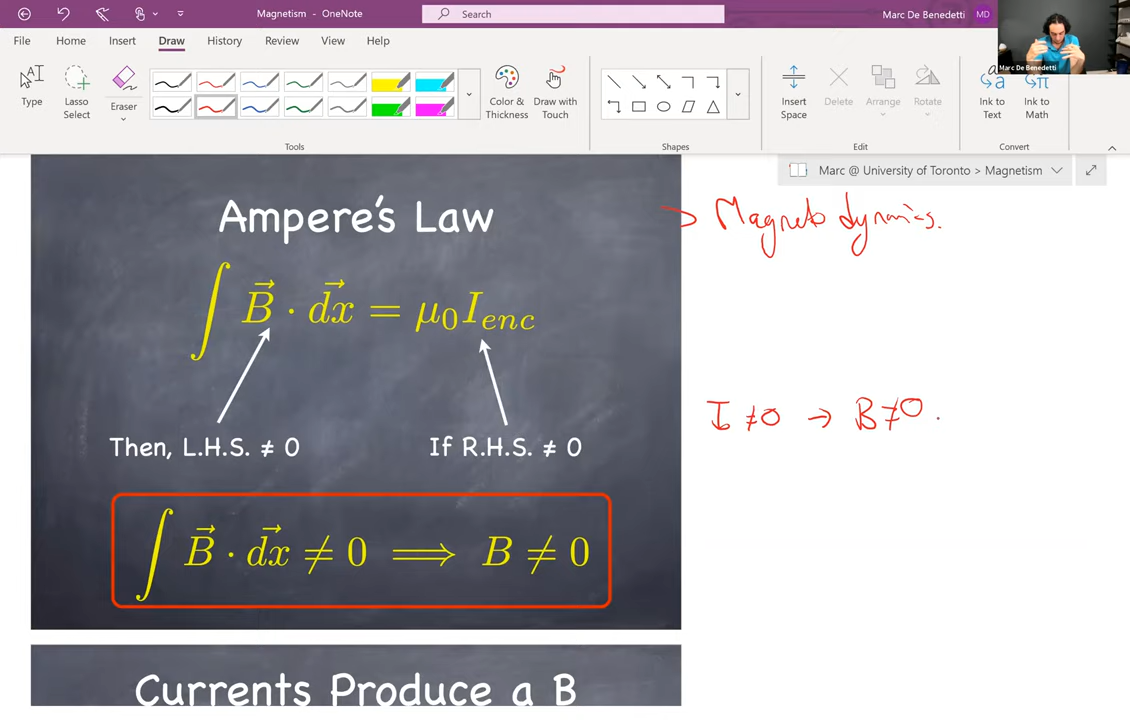 Magnetism - OneNote
Search
Marc De Benedetti
MD
File
Home
Insert
Draw
History
Review
View
Help
Marc De Benedetti
Type
Lasso Select
Eraser
Color & Thickness
Draw with Touch
Insert Space
Delete
Arrange
Rotate
Ink to Text
Ink to Math
Tools
Shapes
Edit
Convert
Marc @ University of Toronto > Magnetism
Ampere's Law
→ Magneto dynamics.
∫ B⃗ · d⃗x = μ₀I_enc
I ≠ 0 → B ≠ 0.
Then, L.H.S. ≠ 0
If R.H.S. ≠ 0
∫ B⃗ · d⃗x ≠ 0 ⟹ B ≠ 0
Currents Produce a B